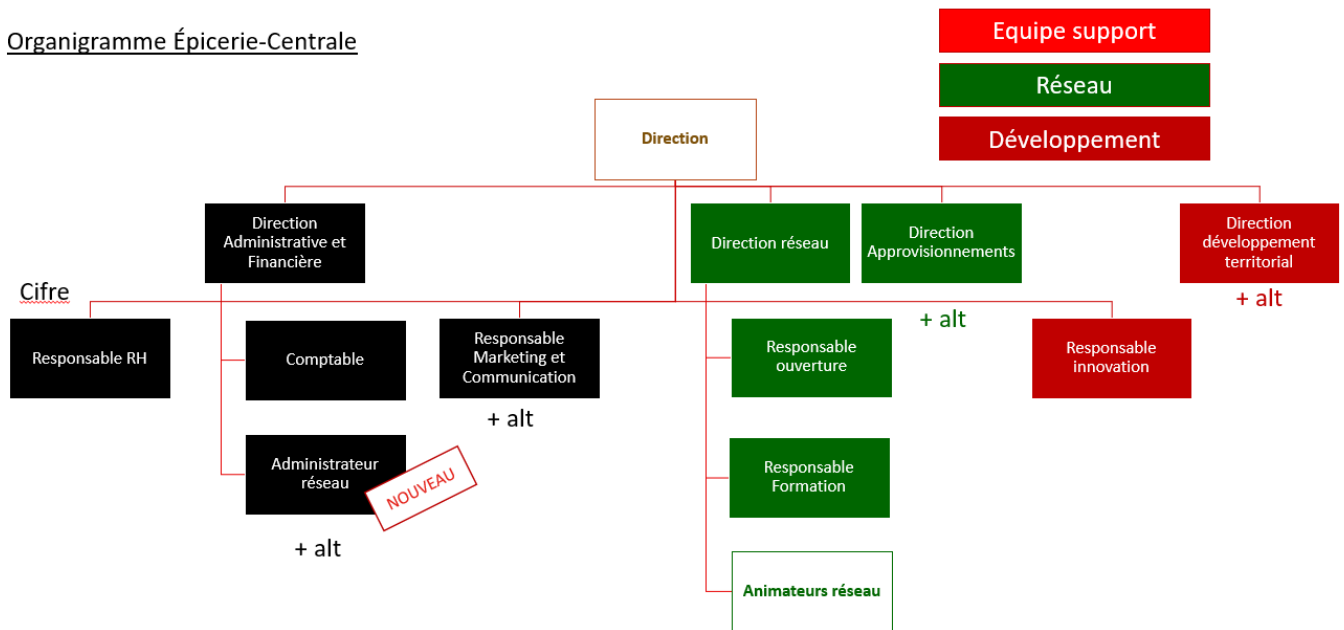 Organigramme Épicerie-Centrale
Equipe support
Réseau
Développement
Direction
Direction
Administrative et
Financière
Direction réseau
Direction
Approvisionnements
Direction
développement
territorial
+ alt
Cifre
+ alt
Responsable RH
Comptable
Responsable
Marketing et
Communication
+ alt
Responsable
ouverture
Responsable
innovation
Administrateur
réseau
NOUVEAU
+ alt
Responsable
Formation
Animateurs réseau